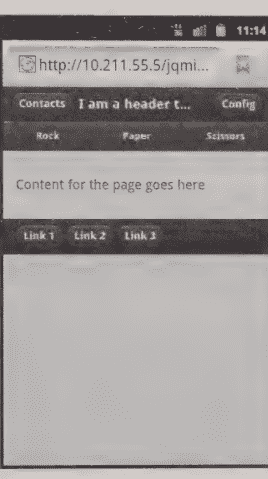 11:14
http://10.211.55.5/jqmi...
Contacts I am a header t... Config
Rock Paper Scissors
Content for the page goes here
Link 1 Link 2 Link 3